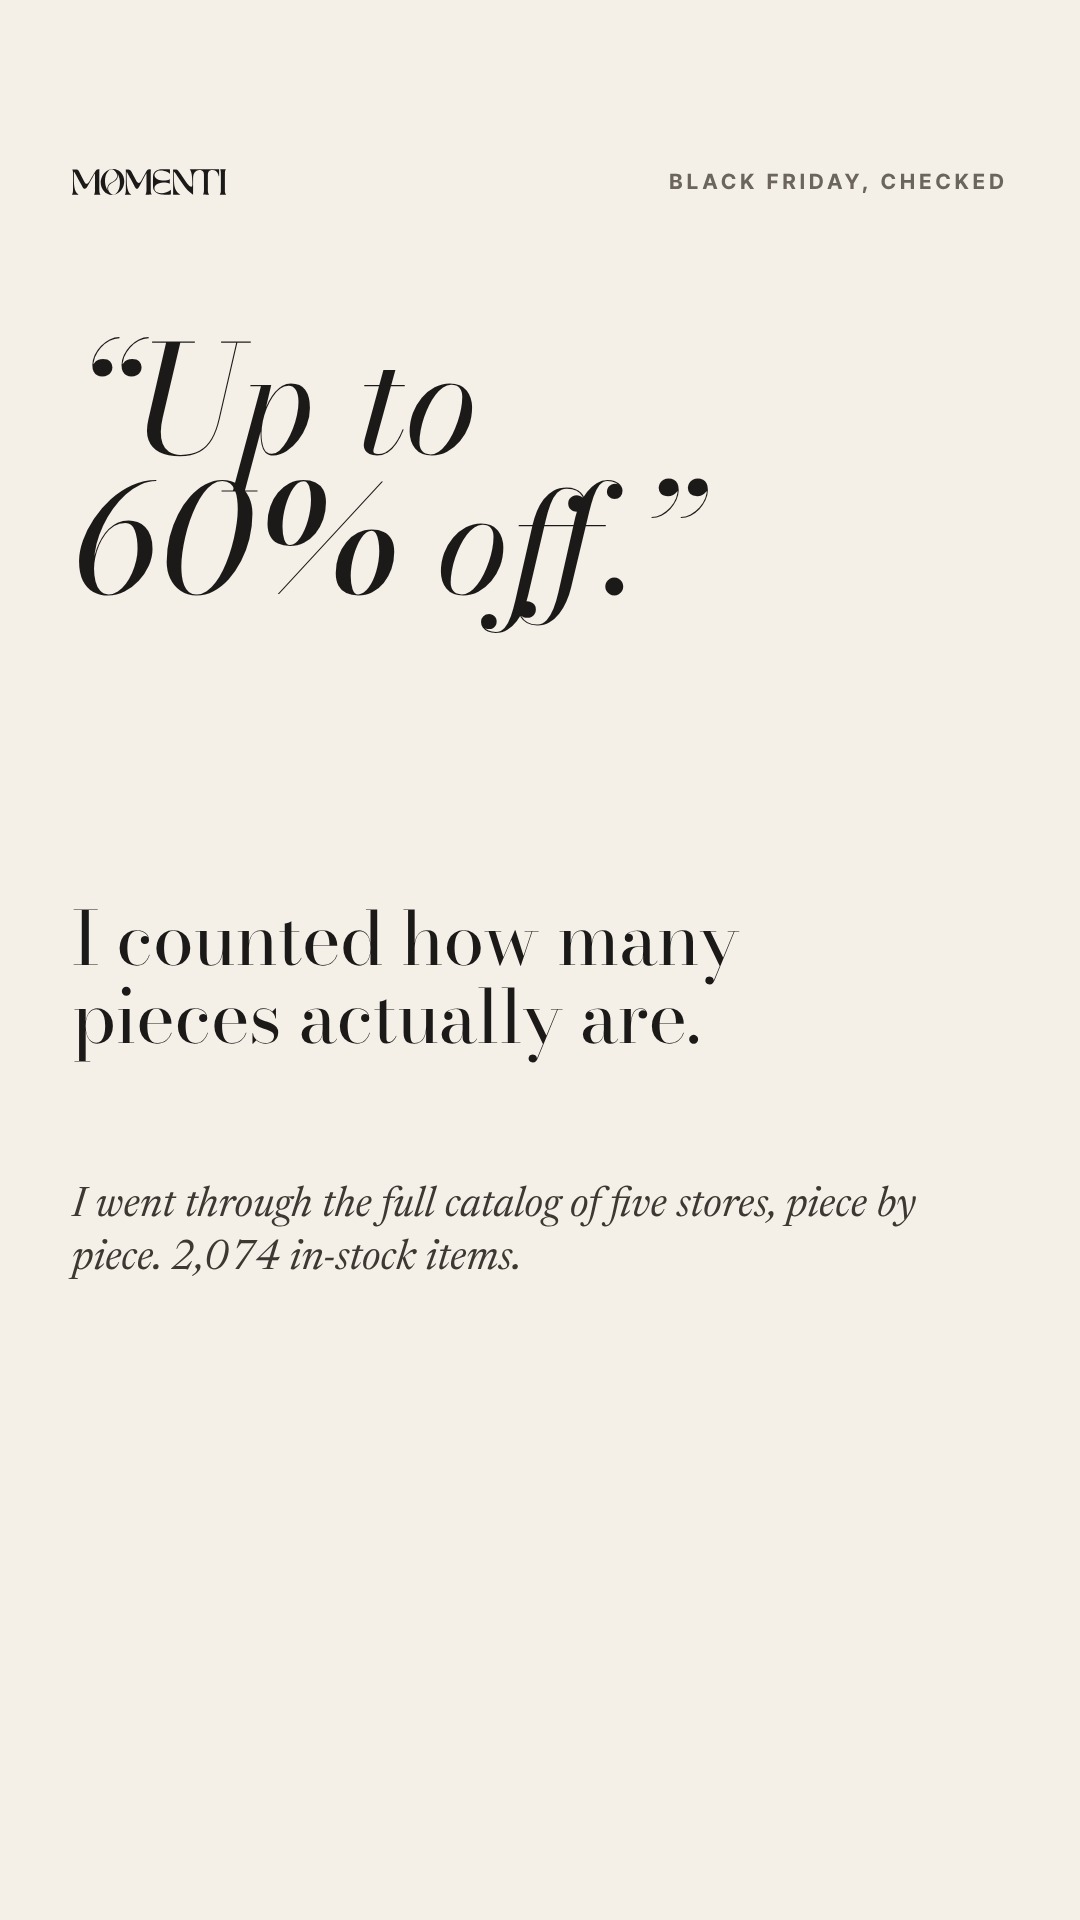 MØMENTI
BLACK FRIDAY, CHECKED
“Up to
60% off.”
I counted how many
pieces actually are.
I went through the full catalog of five stores, piece by
piece. 2,074 in-stock items.